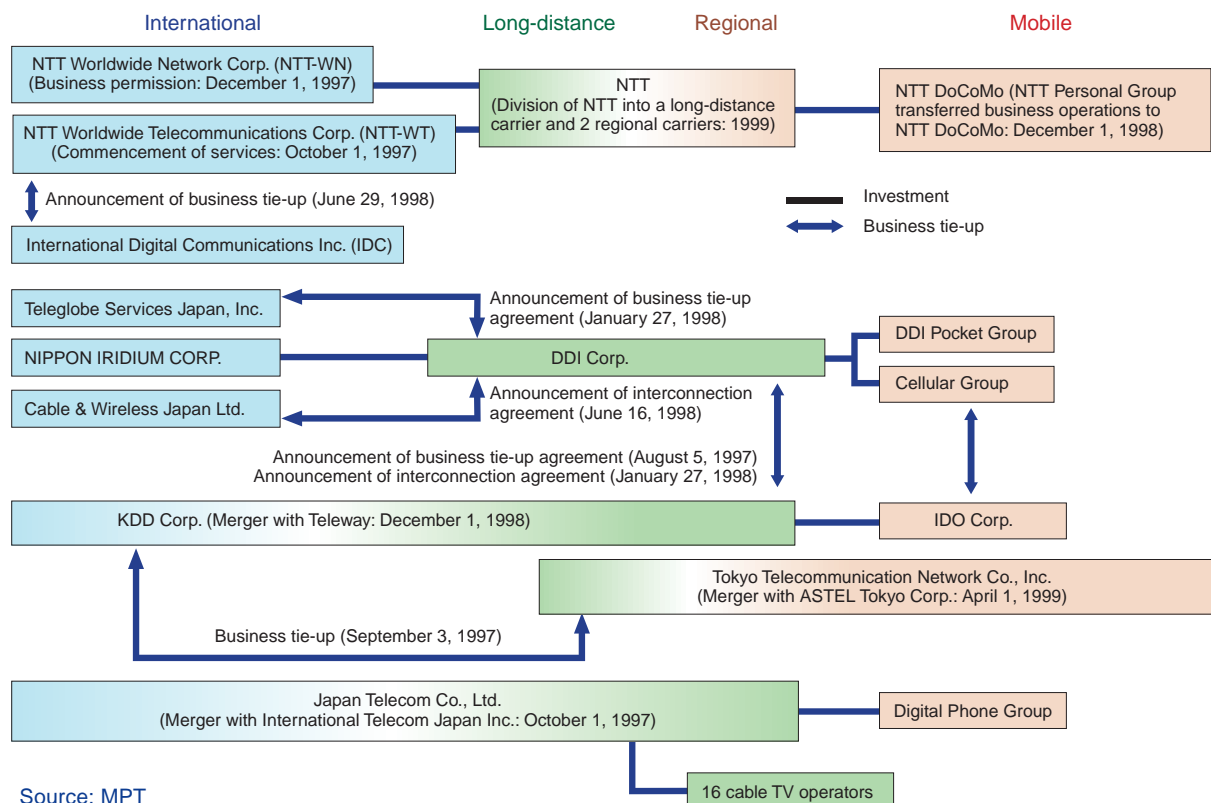 International
Long-distance
Regional
Mobile
NTT Worldwide Network Corp. (NTT-WN)
(Business permission: December 1, 1997)
NTT
(Division of NTT into a long-distance
carrier and 2 regional carriers: 1999)
NTT DoCoMo (NTT Personal Group
transferred business operations to
NTT DoCoMo: December 1, 1998)
NTT Worldwide Telecommunications Corp. (NTT-WT)
(Commencement of services: October 1, 1997)
Announcement of business tie-up (June 29, 1998)
Investment
Business tie-up
International Digital Communications Inc. (IDC)
Teleglobe Services Japan, Inc.
Announcement of business tie-up
agreement (January 27, 1998)
NIPPON IRIDIUM CORP.
DDI Corp.
DDI Pocket Group
Cellular Group
Cable & Wireless Japan Ltd.
Announcement of interconnection
agreement (June 16, 1998)
Announcement of business tie-up agreement (August 5, 1997)
Announcement of interconnection agreement (January 27, 1998)
KDD Corp. (Merger with Teleway: December 1, 1998)
IDO Corp.
Tokyo Telecommunication Network Co., Inc.
(Merger with ASTEL Tokyo Corp.: April 1, 1999)
Business tie-up (September 3, 1997)
Japan Telecom Co., Ltd.
(Merger with International Telecom Japan Inc.: October 1, 1997)
Digital Phone Group
16 cable TV operators
Source: MPT